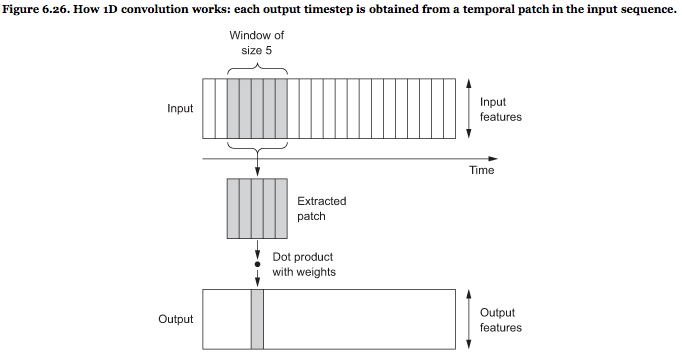 Figure 6.26. How 1D convolution works: each output timestep is obtained from a temporal patch in the input sequence.
Window of
size 5
Input
Input
features
Time
Extracted
patch
Dot product
with weights
Output
Output
features